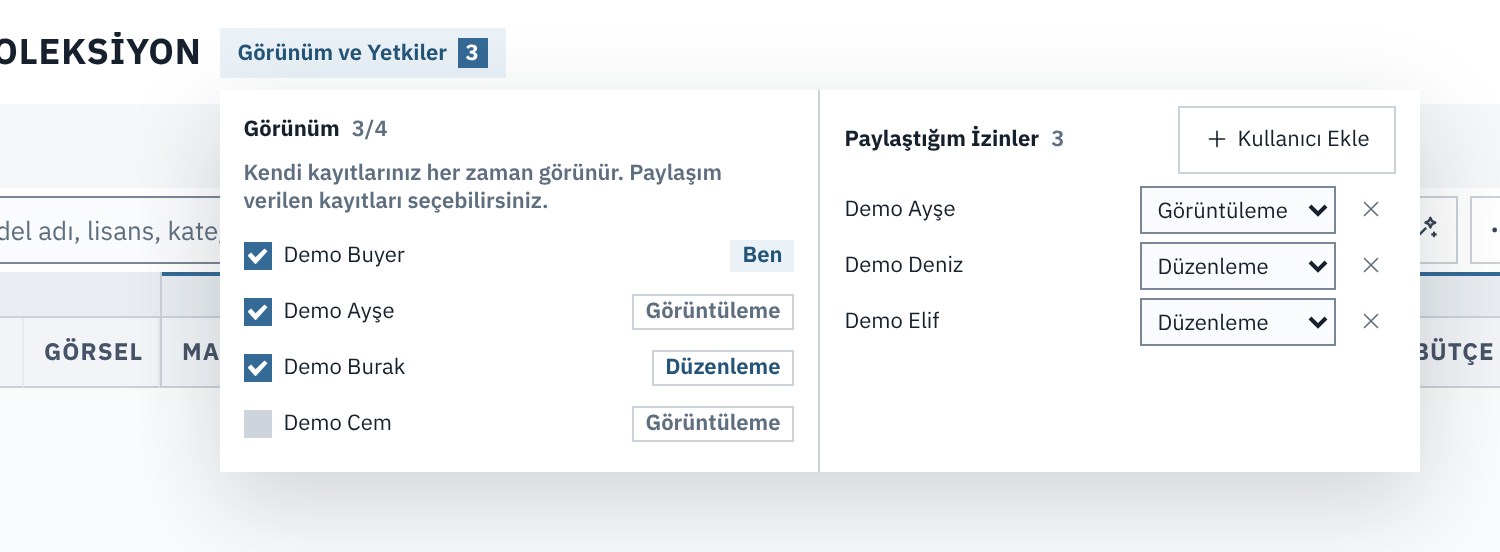 OLEKSİYON
Görünüm ve Yetkiler 3
Görünüm 3/4
Kendi kayıtlarınız her zaman görünür. Paylaşım
verilen kayıtları seçebilirsiniz.
Demo Buyer Ben
Demo Ayşe Görüntüleme
Demo Burak Düzenleme
Demo Cem Görüntüleme
Paylaştığım İzinler 3
+ Kullanıcı Ekle
Demo Ayşe Görüntüleme
Demo Deniz Düzenleme
Demo Elif Düzenleme
del adı, lisans, kate
GÖRSEL
MA
BÜTÇE